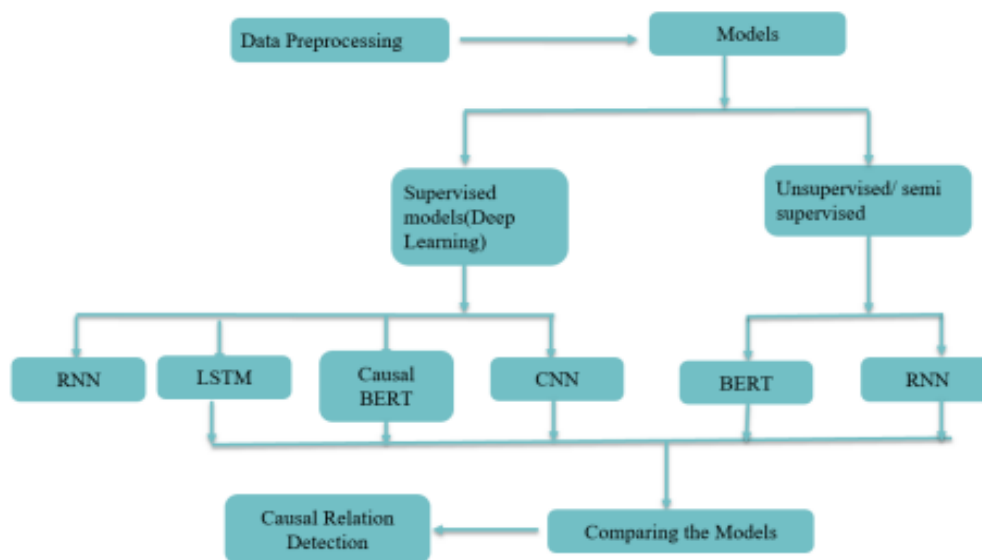 Data Preprocessing
Models
Supervised
models(Deep
Learning)
Unsupervised/ semi
supervised
RNN
LSTM
Causal
BERT
CNN
BERT
RNN
Causal Relation
Detection
Comparing the Models